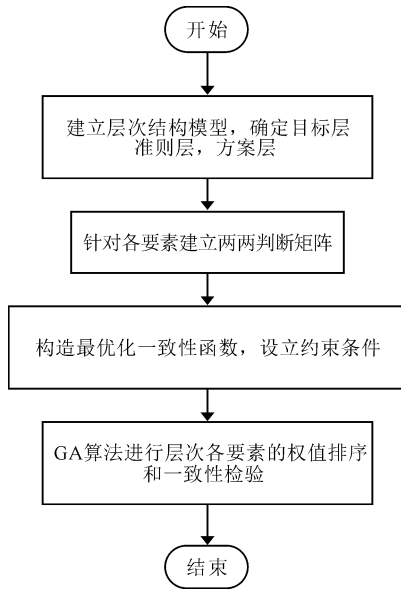 开始
建立层次结构模型，确定目标层
准则层，方案层
针对各要素建立两两判断矩阵
构造最优化一致性函数，设立约束条件
GA算法进行层次各要素的权值排序
和一致性检验
结束